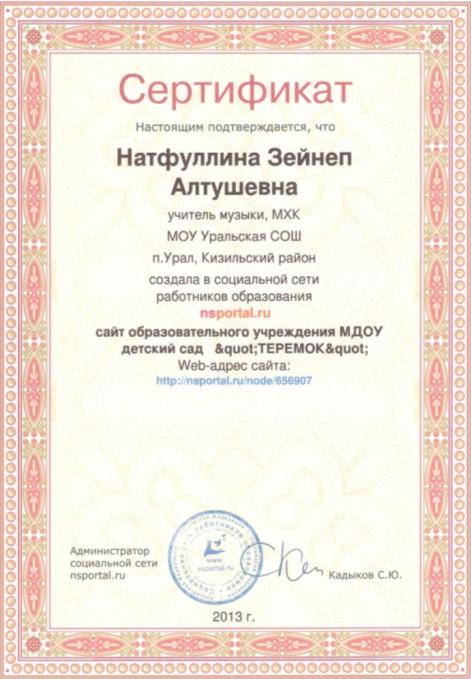 Сертификат
Настоящим подтверждается, что
Натфуллина Зейнеп
Алтушевна
учитель музыки, МХК
МОУ Уральская СОШ
п.Урал, Кизильский район
создала в социальной сети
работников образования
nsportal.ru
сайт образовательного учреждения МДОУ
детский сад &quot;ТЕРЕМОК&quot;
Web-адрес сайта:
http://nsportal.ru/node/656907
Администратор
социальной сети
nsportal.ru
www
nsportal.ru
Кадыков С.Ю.
2013 г.